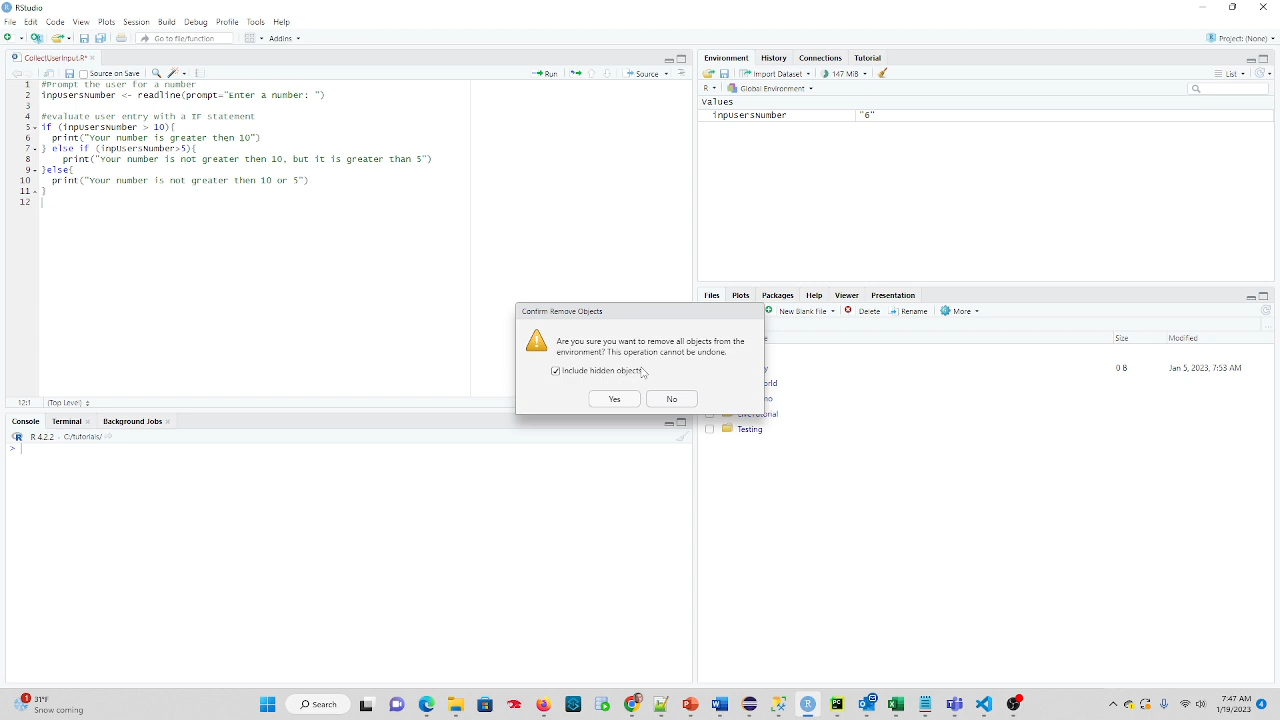 RStudio
File Edit Code View Plots Session Build Debug Profile Tools Help
Go to file/function Addins Project: (None)
CollectUserInput.R*
Source on Save Run Source
1 #Prompt the user for a number
2 inpUsersNumber <- readline(prompt="Enter a number: ")
3
4 #evaluate user entry with a IF statement
5 if (inpUsersNumber > 10){
6 print("Your number is greater then 10")
7 } else if (inpUsersNumber>5){
8 print("Your number is not greater then 10, but it is greater than 5")
9 }else{
10 print("Your number is not greater then 10 or 5")
11 }
12
12:1 (Top Level)
Console Terminal Background Jobs
R 4.2.2 · C:/tutorials/
>
Environment History Connections Tutorial
Import Dataset 147 MiB List
R Global Environment
Values
inpUsersNumber "6"
Files Plots Packages Help Viewer Presentation
New Blank File Delete Rename More
Size Modified
0 B Jan 5, 2023, 7:53 AM
Testing
Confirm Remove Objects
Are you sure you want to remove all objects from the
environment? This operation cannot be undone.
Include hidden objects
Yes No
1 31°F
Snow coming
Search
7:47 AM
1/19/2023
4